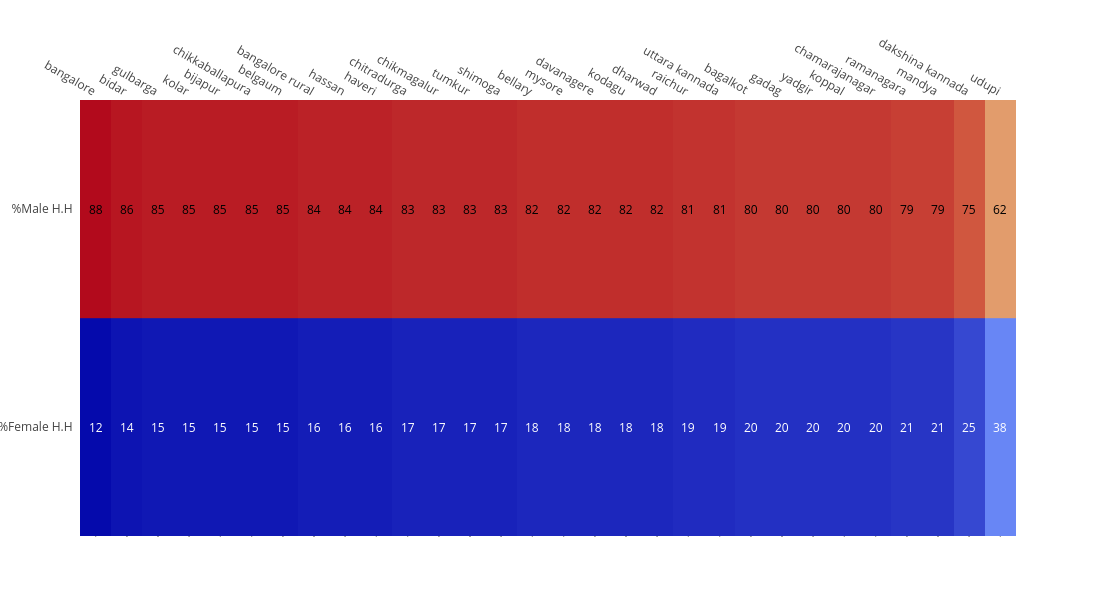 bangalore
bidar
gulbarga
kolar
bijapur
chikkaballapura
belgaum
bangalore rural
hassan
haveri
chitradurga
chikmagalur
tumkur
shimoga
bellary
mysore
davanagere
kodagu
dharwad
raichur
uttara kannada
bagalkot
gadag
yadgir
koppal
chamarajanagar
ramanagara
mandya
dakshina kannada
udupi
%Male H.H 88 86 85 85 85 85 85 84 84 84 83 83 83 83 82 82 82 82 82 81 81 80 80 80 80 80 79 79 75 62
%Female H.H 12 14 15 15 15 15 15 16 16 16 17 17 17 17 18 18 18 18 18 19 19 20 20 20 20 20 21 21 25 38